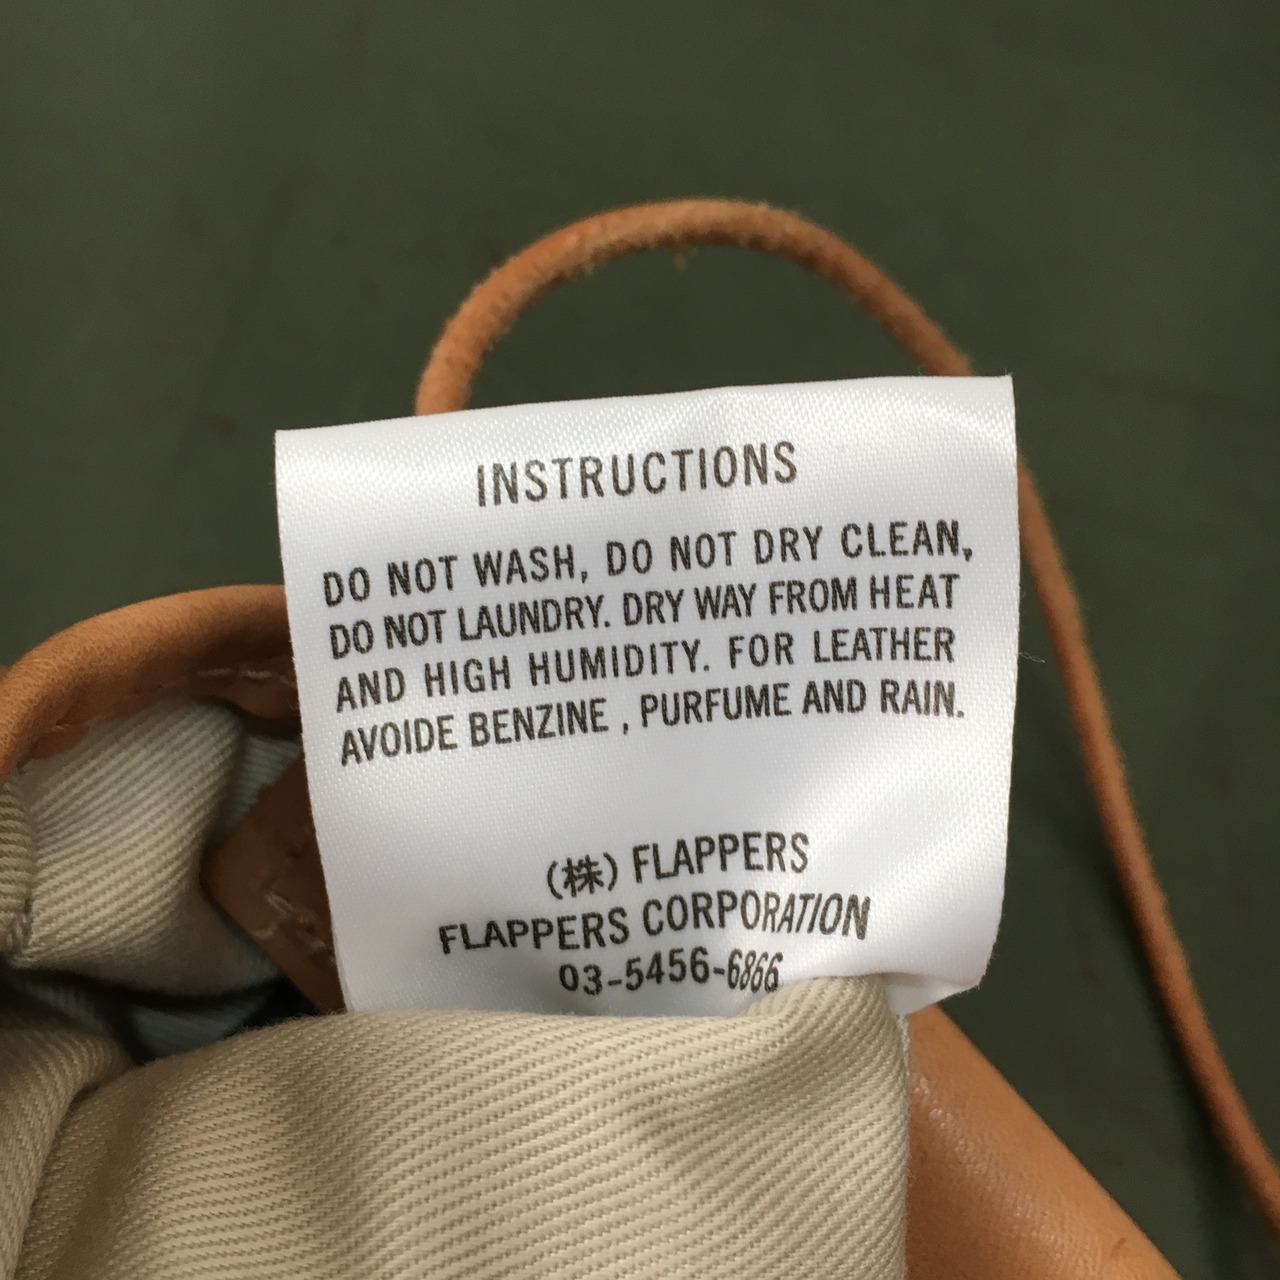 INSTRUCTIONS
DO NOT WASH, DO NOT DRY CLEAN,
DO NOT LAUNDRY. DRY WAY FROM HEAT
AND HIGH HUMIDITY. FOR LEATHER
AVOIDE BENZINE , PURFUME AND RAIN.
(株) FLAPPERS
FLAPPERS CORPORATION
03-5456-6866